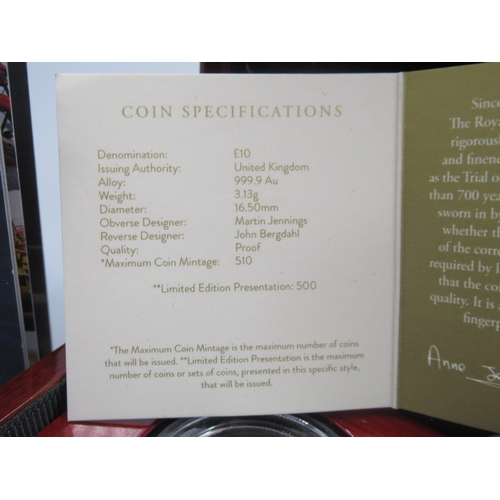 COIN SPECIFICATIONS
Denomination: £10
Issuing Authority: United Kingdom
Alloy: 999.9 Au
Weight: 3.13g
Diameter: 16.50mm
Obverse Designer: Martin Jennings
Reverse Designer: John Bergdahl
Quality: Proof
*Maximum Coin Mintage: 510
**Limited Edition Presentation: 500
*The Maximum Coin Mintage is the maximum number of coins
that will be issued. **Limited Edition Presentation is the maximum
number of coins or sets of coins, presented in this specific style,
that will be issued.
Since
The Roya
rigorously
and finene
as the Trial o
than 700 yea
sworn in b
whether th
of the corre
required by
that the coi
quality. It is
fingerp
Anne